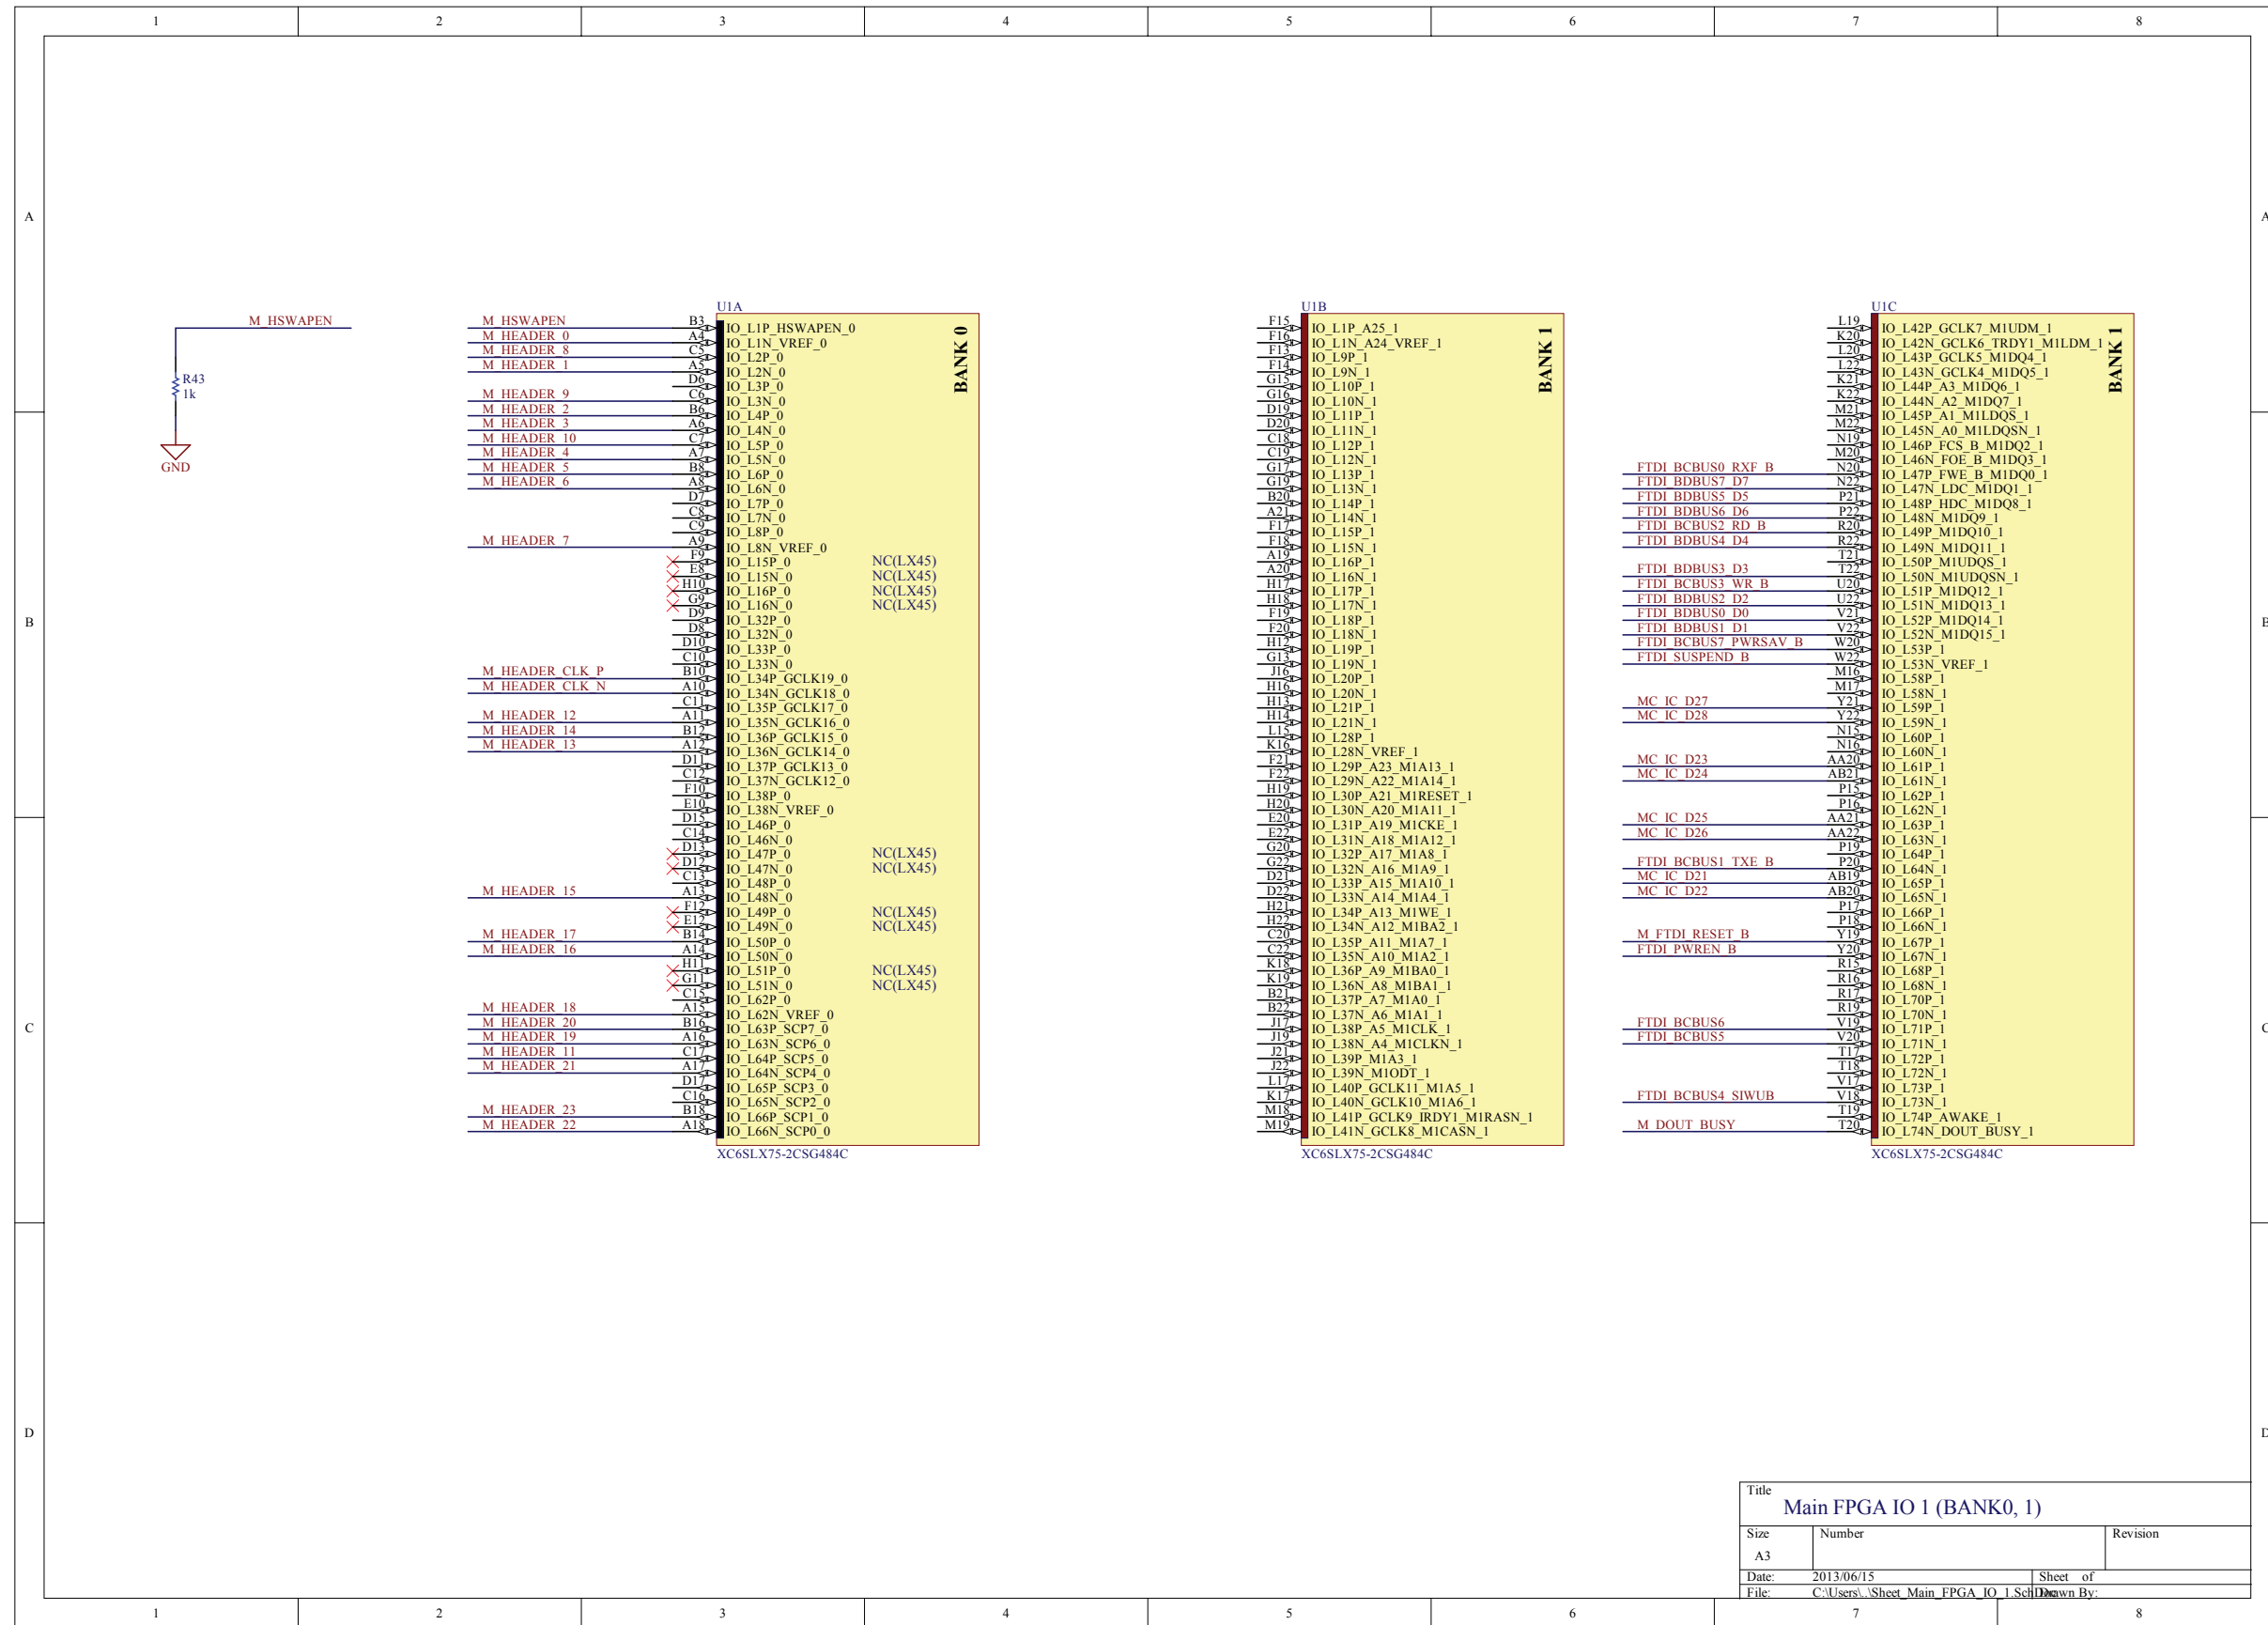 1 2 3 4 5 6 7 8
A A
B B
C C
D D
M_HSWAPEN
R43
1k
GND
U1A
BANK 0
M_HSWAPEN B3 IO_L1P_HSWAPEN_0
M_HEADER_0 A4 IO_L1N_VREF_0
M_HEADER_8 C5 IO_L2P_0
M_HEADER_1 A5 IO_L2N_0
D6 IO_L3P_0
M_HEADER_9 C6 IO_L3N_0
M_HEADER_2 B6 IO_L4P_0
M_HEADER_3 A6 IO_L4N_0
M_HEADER_10 C7 IO_L5P_0
M_HEADER_4 A7 IO_L5N_0
M_HEADER_5 B8 IO_L6P_0
M_HEADER_6 A8 IO_L6N_0
D7 IO_L7P_0
C8 IO_L7N_0
C9 IO_L8P_0
M_HEADER_7 A9 IO_L8N_VREF_0
F9 IO_L15P_0 NC(LX45)
E8 IO_L15N_0 NC(LX45)
H10 IO_L16P_0 NC(LX45)
G9 IO_L16N_0 NC(LX45)
D9 IO_L32P_0
D8 IO_L32N_0
D10 IO_L33P_0
C10 IO_L33N_0
M_HEADER_CLK_P B10 IO_L34P_GCLK19_0
M_HEADER_CLK_N A10 IO_L34N_GCLK18_0
C11 IO_L35P_GCLK17_0
M_HEADER_12 A11 IO_L35N_GCLK16_0
M_HEADER_14 B12 IO_L36P_GCLK15_0
M_HEADER_13 A12 IO_L36N_GCLK14_0
D11 IO_L37P_GCLK13_0
C12 IO_L37N_GCLK12_0
F10 IO_L38P_0
E10 IO_L38N_VREF_0
D15 IO_L46P_0
C14 IO_L46N_0
D13 IO_L47P_0 NC(LX45)
D12 IO_L47N_0 NC(LX45)
C13 IO_L48P_0
M_HEADER_15 A13 IO_L48N_0
F12 IO_L49P_0 NC(LX45)
E12 IO_L49N_0 NC(LX45)
M_HEADER_17 B14 IO_L50P_0
M_HEADER_16 A14 IO_L50N_0
H11 IO_L51P_0 NC(LX45)
G11 IO_L51N_0 NC(LX45)
C15 IO_L62P_0
M_HEADER_18 A15 IO_L62N_VREF_0
M_HEADER_20 B16 IO_L63P_SCP7_0
M_HEADER_19 A16 IO_L63N_SCP6_0
M_HEADER_11 C17 IO_L64P_SCP5_0
M_HEADER_21 A17 IO_L64N_SCP4_0
D17 IO_L65P_SCP3_0
C16 IO_L65N_SCP2_0
M_HEADER_23 B18 IO_L66P_SCP1_0
M_HEADER_22 A18 IO_L66N_SCP0_0
XC6SLX75-2CSG484C
U1B
BANK 1
F15 IO_L1P_A25_1
F16 IO_L1N_A24_VREF_1
F13 IO_L9P_1
F14 IO_L9N_1
G15 IO_L10P_1
G16 IO_L10N_1
D19 IO_L11P_1
D20 IO_L11N_1
C18 IO_L12P_1
C19 IO_L12N_1
G17 IO_L13P_1
G19 IO_L13N_1
B20 IO_L14P_1
A21 IO_L14N_1
F17 IO_L15P_1
F18 IO_L15N_1
A19 IO_L16P_1
A20 IO_L16N_1
H17 IO_L17P_1
H18 IO_L17N_1
F19 IO_L18P_1
F20 IO_L18N_1
H12 IO_L19P_1
G13 IO_L19N_1
J16 IO_L20P_1
H16 IO_L20N_1
H13 IO_L21P_1
H14 IO_L21N_1
L15 IO_L28P_1
K16 IO_L28N_VREF_1
F21 IO_L29P_A23_M1A13_1
F22 IO_L29N_A22_M1A14_1
H19 IO_L30P_A21_M1RESET_1
H20 IO_L30N_A20_M1A11_1
E20 IO_L31P_A19_M1CKE_1
E22 IO_L31N_A18_M1A12_1
G20 IO_L32P_A17_M1A8_1
G22 IO_L32N_A16_M1A9_1
D21 IO_L33P_A15_M1A10_1
D22 IO_L33N_A14_M1A4_1
H21 IO_L34P_A13_M1WE_1
H22 IO_L34N_A12_M1BA2_1
C20 IO_L35P_A11_M1A7_1
C22 IO_L35N_A10_M1A2_1
K18 IO_L36P_A9_M1BA0_1
K19 IO_L36N_A8_M1BA1_1
B21 IO_L37P_A7_M1A0_1
B22 IO_L37N_A6_M1A1_1
J17 IO_L38P_A5_M1CLK_1
J19 IO_L38N_A4_M1CLKN_1
J21 IO_L39P_M1A3_1
J22 IO_L39N_M1ODT_1
L17 IO_L40P_GCLK11_M1A5_1
K17 IO_L40N_GCLK10_M1A6_1
M18 IO_L41P_GCLK9_IRDY1_M1RASN_1
M19 IO_L41N_GCLK8_M1CASN_1
XC6SLX75-2CSG484C
U1C
BANK 1
L19 IO_L42P_GCLK7_M1UDM_1
K20 IO_L42N_GCLK6_TRDY1_M1LDM_1
L20 IO_L43P_GCLK5_M1DQ4_1
L22 IO_L43N_GCLK4_M1DQ5_1
K21 IO_L44P_A3_M1DQ6_1
K22 IO_L44N_A2_M1DQ7_1
M21 IO_L45P_A1_M1LDQS_1
M22 IO_L45N_A0_M1LDQSN_1
N19 IO_L46P_FCS_B_M1DQ2_1
M20 IO_L46N_FOE_B_M1DQ3_1
FTDI_BCBUS0_RXF_B N20 IO_L47P_FWE_B_M1DQ0_1
FTDI_BDBUS7_D7 N22 IO_L47N_LDC_M1DQ1_1
FTDI_BDBUS5_D5 P21 IO_L48P_HDC_M1DQ8_1
FTDI_BDBUS6_D6 P22 IO_L48N_M1DQ9_1
FTDI_BCBUS2_RD_B R20 IO_L49P_M1DQ10_1
FTDI_BDBUS4_D4 R22 IO_L49N_M1DQ11_1
T21 IO_L50P_M1UDQS_1
FTDI_BDBUS3_D3 T22 IO_L50N_M1UDQSN_1
FTDI_BCBUS3_WR_B U20 IO_L51P_M1DQ12_1
FTDI_BDBUS2_D2 U22 IO_L51N_M1DQ13_1
FTDI_BDBUS0_D0 V21 IO_L52P_M1DQ14_1
FTDI_BDBUS1_D1 V22 IO_L52N_M1DQ15_1
FTDI_BCBUS7_PWRSAV_B W20 IO_L53P_1
FTDI_SUSPEND_B W22 IO_L53N_VREF_1
M16 IO_L58P_1
M17 IO_L58N_1
MC_IC_D27 Y21 IO_L59P_1
MC_IC_D28 Y22 IO_L59N_1
N15 IO_L60P_1
N16 IO_L60N_1
MC_IC_D23 AA20 IO_L61P_1
MC_IC_D24 AB21 IO_L61N_1
P15 IO_L62P_1
P16 IO_L62N_1
MC_IC_D25 AA21 IO_L63P_1
MC_IC_D26 AA22 IO_L63N_1
P19 IO_L64P_1
FTDI_BCBUS1_TXE_B P20 IO_L64N_1
MC_IC_D21 AB19 IO_L65P_1
MC_IC_D22 AB20 IO_L65N_1
P17 IO_L66P_1
P18 IO_L66N_1
M_FTDI_RESET_B Y19 IO_L67P_1
FTDI_PWREN_B Y20 IO_L67N_1
R15 IO_L68P_1
R16 IO_L68N_1
R17 IO_L70P_1
R19 IO_L70N_1
FTDI_BCBUS6 V19 IO_L71P_1
FTDI_BCBUS5 V20 IO_L71N_1
T17 IO_L72P_1
T18 IO_L72N_1
V17 IO_L73P_1
FTDI_BCBUS4_SIWUB V18 IO_L73N_1
T19 IO_L74P_AWAKE_1
M_DOUT_BUSY T20 IO_L74N_DOUT_BUSY_1
XC6SLX75-2CSG484C
Title
Main FPGA IO 1 (BANK0, 1)
Size Number Revision
A3
Date: 2013/06/15 Sheet of
File: C:\Users\..\Sheet_Main_FPGA_IO_1.SchDoc Drawn By:
1 2 3 4 5 6 7 8